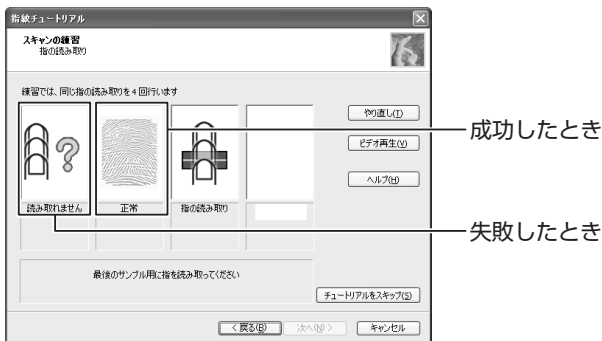 指紋チュートリアル
スキャンの練習
指の読み取り
練習では、同じ指の読み取りを4回行います
やり直し(T)
ビデオ再生(V)
ヘルプ(H)
成功したとき
読み取れません
正常
指の読み取り
失敗したとき
最後のサンプル用に指を読み取ってください
チュートリアルをスキップ(S)
< 戻る(B)
次へ(N) >
キャンセル